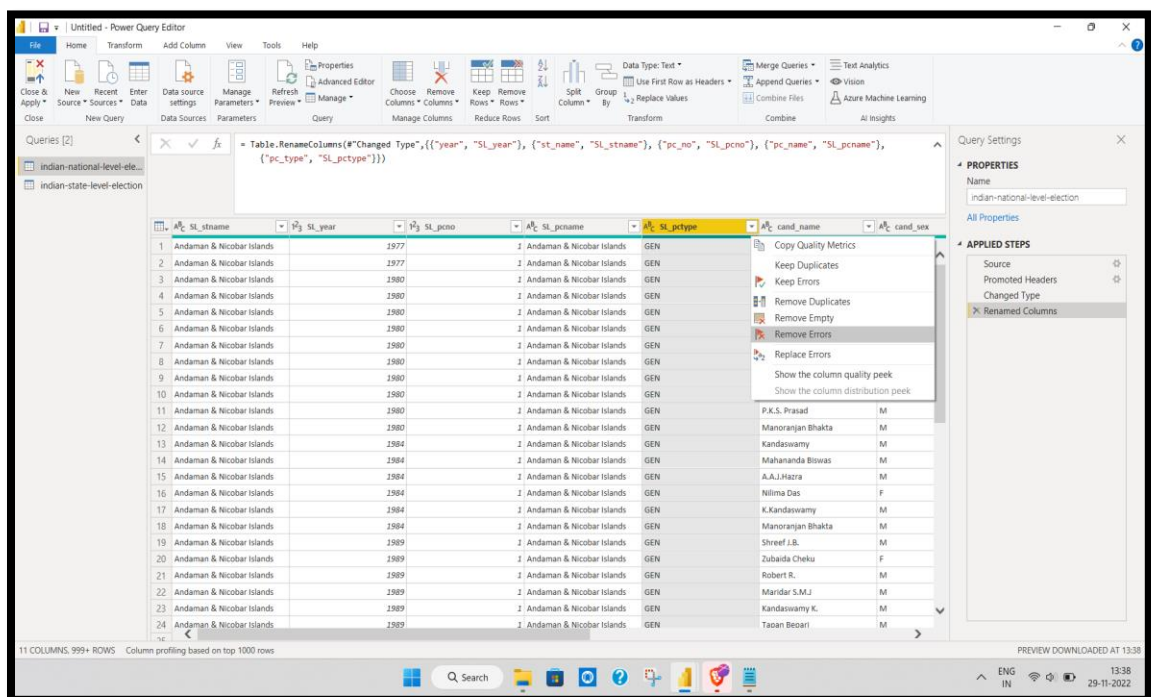 Untitled - Power Query Editor
File Home Transform Add Column View Tools Help
Close & Apply
New Source
Recent Sources
Enter Data
Data source settings
Manage Parameters
Refresh Preview
Properties
Advanced Editor
Manage
Choose Columns
Remove Columns
Keep Rows
Remove Rows
Split Column
Group By
Data Type: Text
Use First Row as Headers
Replace Values
Merge Queries
Append Queries
Combine Files
Text Analytics
Vision
Azure Machine Learning
Close New Query Data Sources Parameters Query Manage Columns Reduce Rows Sort Transform Combine AI Insights
Queries [2]
indian-national-level-ele...
indian-state-level-election
= Table.RenameColumns(#"Changed Type",{{"year", "SL_year"}, {"st_name", "SL_stname"}, {"pc_no", "SL_pcno"}, {"pc_name", "SL_pcname"},
{"pc_type", "SL_pctype"}})
SL_stname SL_year SL_pcno SL_pcname SL_pctype cand_name cand_sex
1 Andaman & Nicobar Islands 1977 1 Andaman & Nicobar Islands GEN
2 Andaman & Nicobar Islands 1977 1 Andaman & Nicobar Islands GEN
3 Andaman & Nicobar Islands 1980 1 Andaman & Nicobar Islands GEN
4 Andaman & Nicobar Islands 1980 1 Andaman & Nicobar Islands GEN
5 Andaman & Nicobar Islands 1980 1 Andaman & Nicobar Islands GEN
6 Andaman & Nicobar Islands 1980 1 Andaman & Nicobar Islands GEN
7 Andaman & Nicobar Islands 1980 1 Andaman & Nicobar Islands GEN
8 Andaman & Nicobar Islands 1980 1 Andaman & Nicobar Islands GEN
9 Andaman & Nicobar Islands 1980 1 Andaman & Nicobar Islands GEN
10 Andaman & Nicobar Islands 1980 1 Andaman & Nicobar Islands GEN
11 Andaman & Nicobar Islands 1980 1 Andaman & Nicobar Islands GEN P.K.S. Prasad M
12 Andaman & Nicobar Islands 1980 1 Andaman & Nicobar Islands GEN Manoranjan Bhakta M
13 Andaman & Nicobar Islands 1984 1 Andaman & Nicobar Islands GEN Kandaswamy M
14 Andaman & Nicobar Islands 1984 1 Andaman & Nicobar Islands GEN Mahananda Biswas M
15 Andaman & Nicobar Islands 1984 1 Andaman & Nicobar Islands GEN A.A.J.Hazra M
16 Andaman & Nicobar Islands 1984 1 Andaman & Nicobar Islands GEN Nilima Das F
17 Andaman & Nicobar Islands 1984 1 Andaman & Nicobar Islands GEN K.Kandaswamy M
18 Andaman & Nicobar Islands 1984 1 Andaman & Nicobar Islands GEN Manoranjan Bhakta M
19 Andaman & Nicobar Islands 1989 1 Andaman & Nicobar Islands GEN Shreef J.B. M
20 Andaman & Nicobar Islands 1989 1 Andaman & Nicobar Islands GEN Zubaida Cheku F
21 Andaman & Nicobar Islands 1989 1 Andaman & Nicobar Islands GEN Robert R. M
22 Andaman & Nicobar Islands 1989 1 Andaman & Nicobar Islands GEN Maridar S.M.J M
23 Andaman & Nicobar Islands 1989 1 Andaman & Nicobar Islands GEN Kandaswamy K. M
24 Andaman & Nicobar Islands 1989 1 Andaman & Nicobar Islands GEN Tapan Bepari M
Copy Quality Metrics
Keep Duplicates
Keep Errors
Remove Duplicates
Remove Empty
Remove Errors
Replace Errors
Show the column quality peek
Show the column distribution peek
Query Settings
PROPERTIES
Name
indian-national-level-election
All Properties
APPLIED STEPS
Source
Promoted Headers
Changed Type
Renamed Columns
11 COLUMNS, 999+ ROWS Column profiling based on top 1000 rows
PREVIEW DOWNLOADED AT 13:38
Search
ENG
IN
13:38
29-11-2022